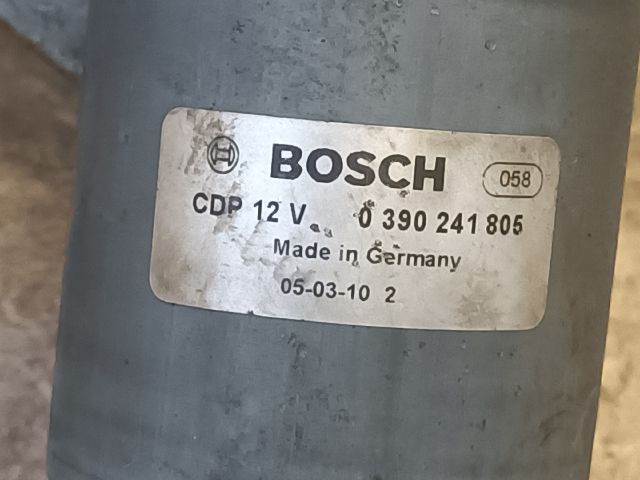 BOSCH 058
CDP 12 V 0 390 241 805
Made in Germany
05-03-10 2